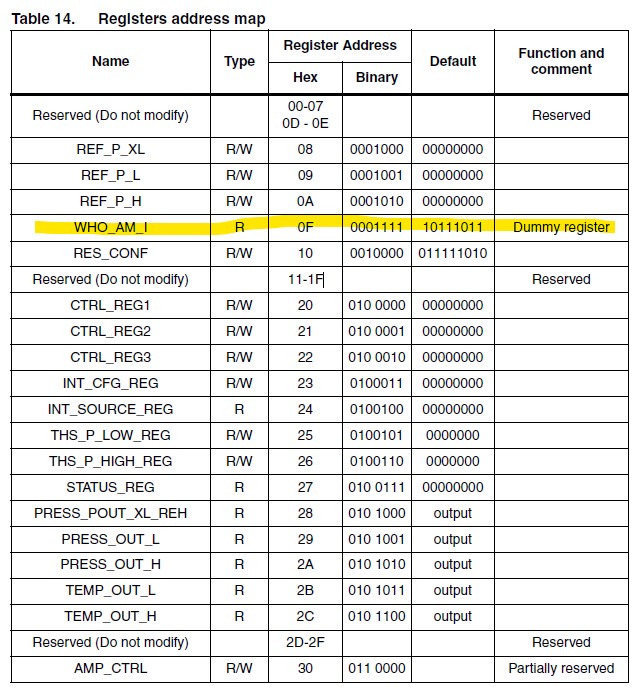 Table 14. Registers address map
Name Type Register Address Default Function and comment
Hex Binary
Reserved (Do not modify) 00-07 0D - 0E Reserved
REF_P_XL R/W 08 0001000 00000000
REF_P_L R/W 09 0001001 00000000
REF_P_H R/W 0A 0001010 00000000
WHO_AM_I R 0F 0001111 10111011 Dummy register
RES_CONF R/W 10 0010000 011111010
Reserved (Do not modify) 11-1F Reserved
CTRL_REG1 R/W 20 010 0000 00000000
CTRL_REG2 R/W 21 010 0001 00000000
CTRL_REG3 R/W 22 010 0010 00000000
INT_CFG_REG R/W 23 0100011 00000000
INT_SOURCE_REG R 24 0100100 00000000
THS_P_LOW_REG R/W 25 0100101 0000000
THS_P_HIGH_REG R/W 26 0100110 0000000
STATUS_REG R 27 010 0111 00000000
PRESS_POUT_XL_REH R 28 010 1000 output
PRESS_OUT_L R 29 010 1001 output
PRESS_OUT_H R 2A 010 1010 output
TEMP_OUT_L R 2B 010 1011 output
TEMP_OUT_H R 2C 010 1100 output
Reserved (Do not modify) 2D-2F Reserved
AMP_CTRL R/W 30 011 0000 Partially reserved